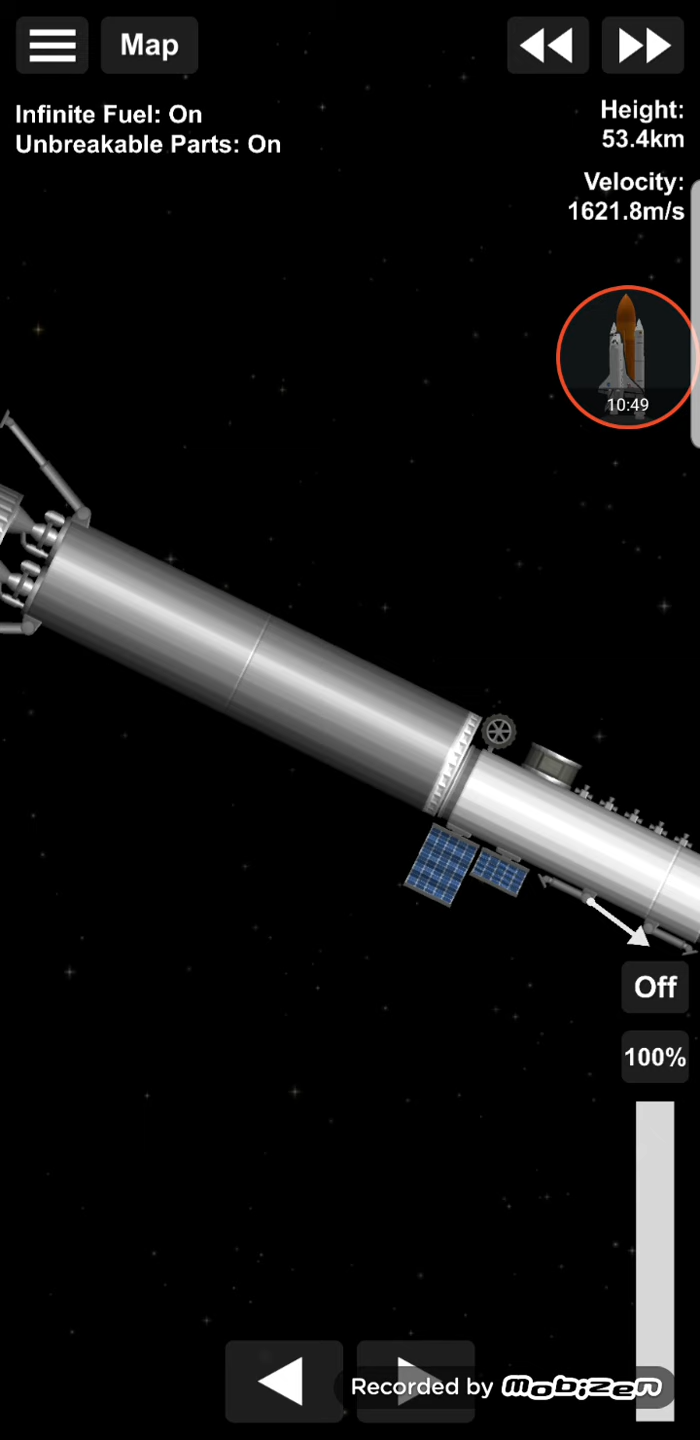 Map
Infinite Fuel: On
Unbreakable Parts: On
Height:
53.4km
Velocity:
1621.8m/s
10:49
Off
100%
Recorded by mobizen